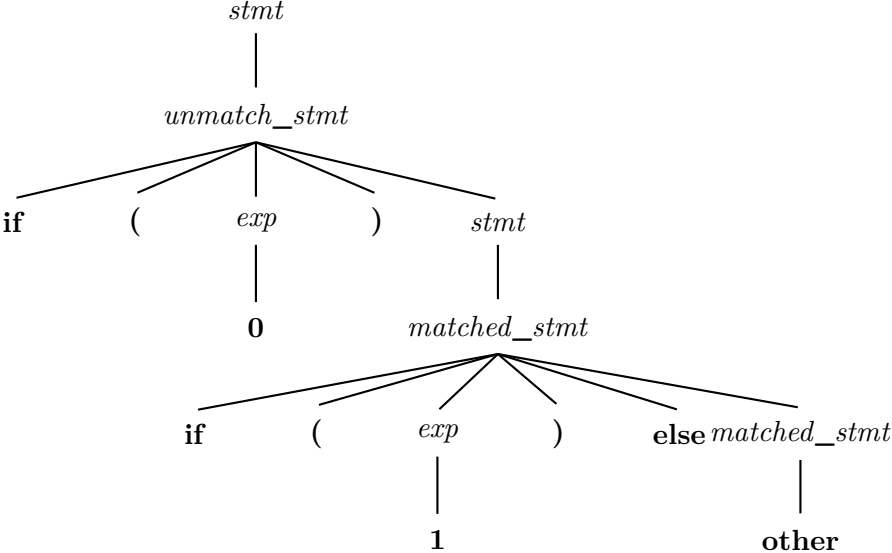 stmt
unmatch_stmt
if ( exp ) stmt
0 matched_stmt
if ( exp ) else matched_stmt
1 other